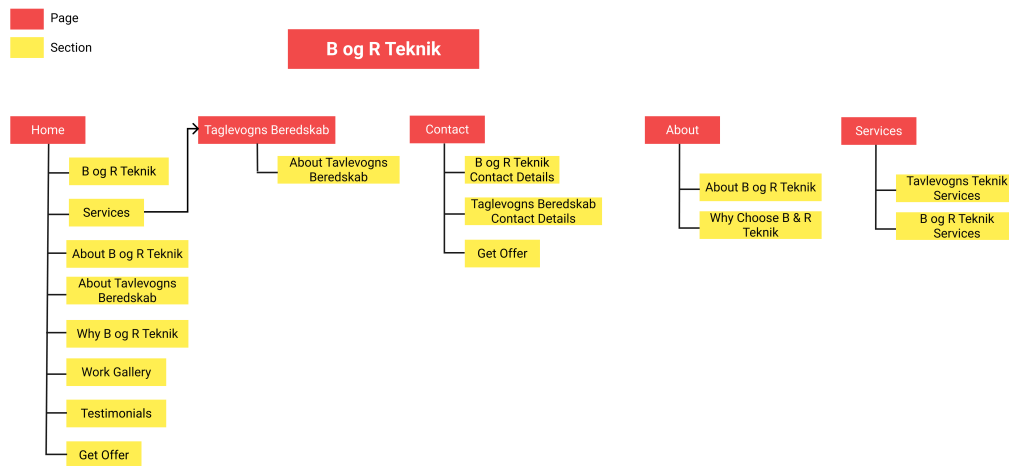 Page
Section
B og R Teknik
Home
B og R Teknik
Services
About B og R Teknik
About Tavlevogns
Beredskab
Why B og R Teknik
Work Gallery
Testimonials
Get Offer
Taglevogns Beredskab
About Tavlevogns
Beredskab
Contact
B og R Teknik
Contact Details
Taglevogns Beredskab
Contact Details
Get Offer
About
About B og R Teknik
Why Choose B & R
Teknik
Services
Tavlevogns Teknik
Services
B og R Teknik
Services